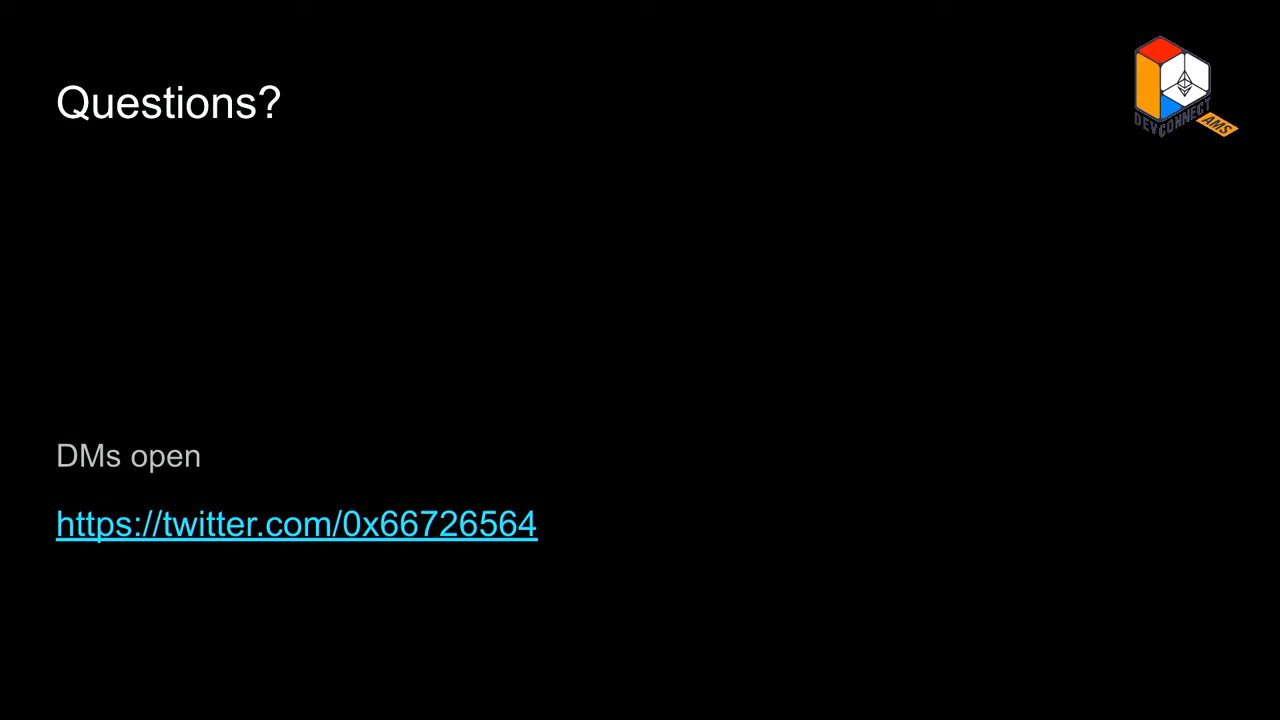 Questions?
DEVCONNECT
AMS
DMs open
https://twitter.com/0x66726564